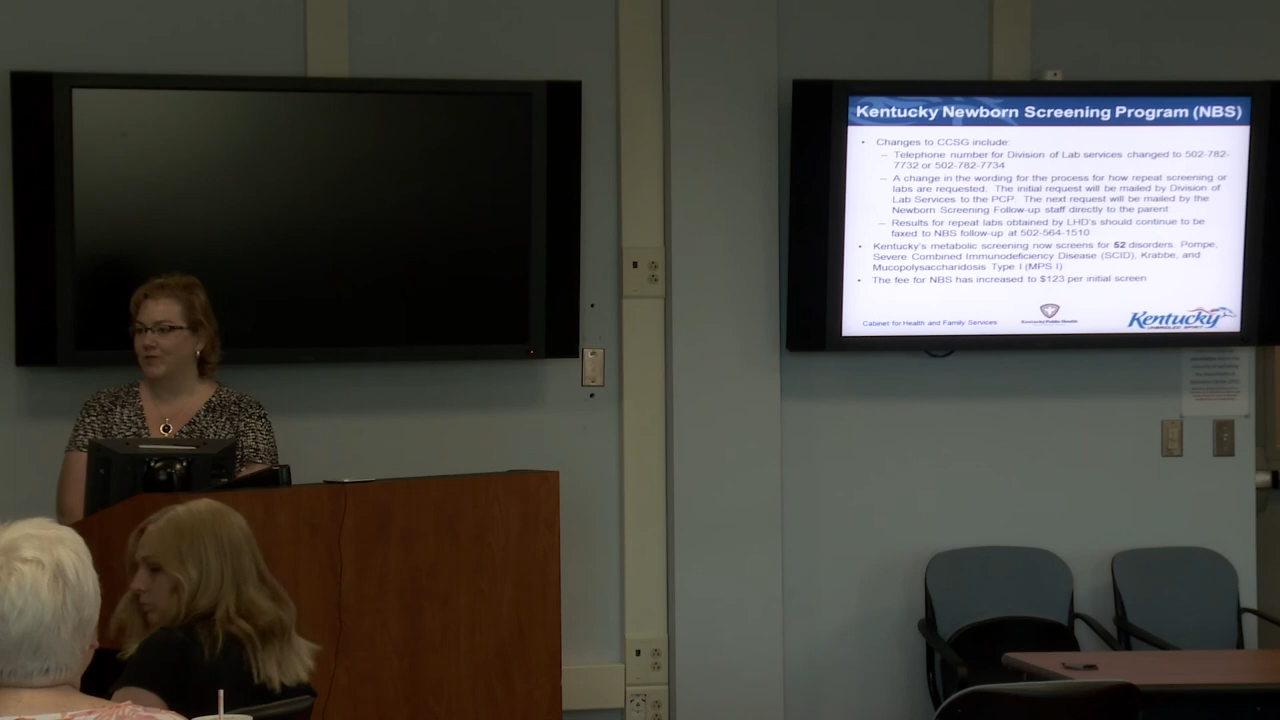 Kentucky Newborn Screening Program (NBS)
• Changes to CCSG include:
– Telephone number for Division of Lab services changed to 502-782-
7732 or 502-782-7734
– A change in the wording for the process for how repeat screening or
labs are requested. The initial request will be mailed by Division of
Lab Services to the PCP. The next request will be mailed by the
Newborn Screening Follow-up staff directly to the parent
– Results for repeat labs obtained by LHD's should continue to be
faxed to NBS follow-up at 502-564-1510
• Kentucky's metabolic screening now screens for 52 disorders. Pompe,
Severe Combined Immunodeficiency Disease (SCID), Krabbe, and
Mucopolysaccharidosis Type I (MPS I)
• The fee for NBS has increased to $123 per initial screen
Cabinet for Health and Family Services
Kentucky Public Health
Kentucky
UNBRIDLED SPIRIT